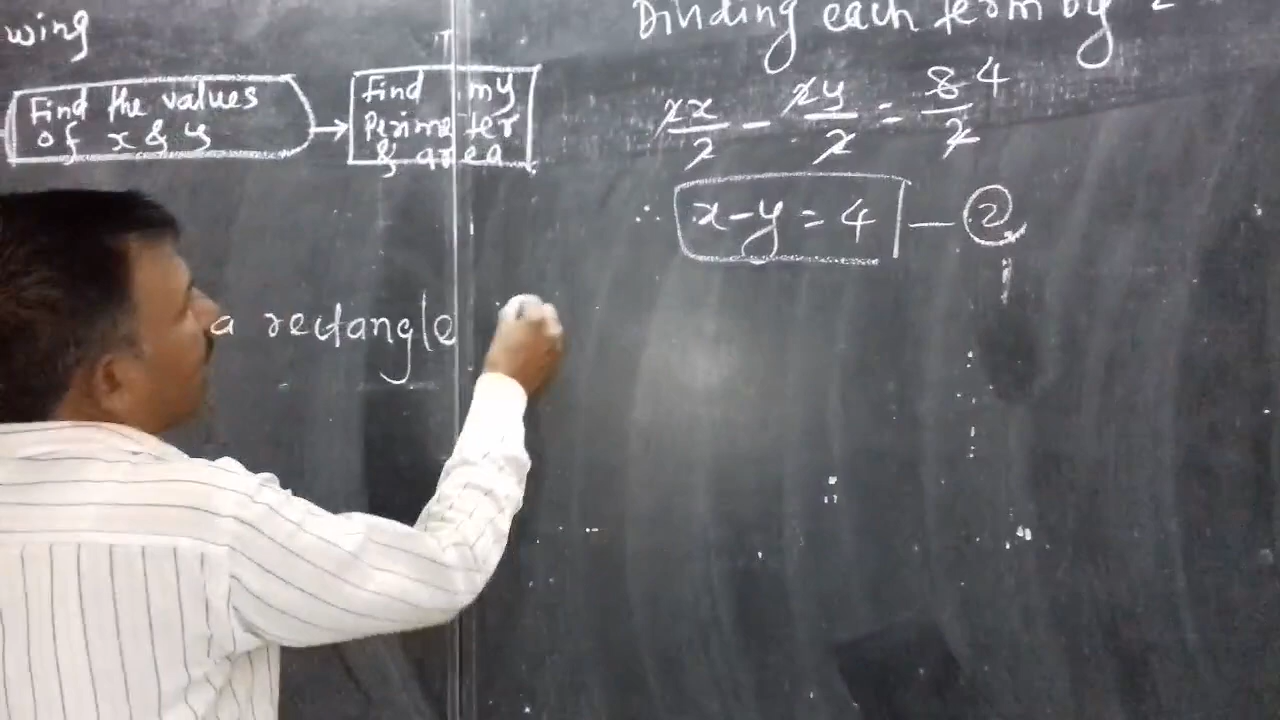 wing
Find the values
of x & y
Find my
Perimeter
& area
a rectangle
Dividing each term by 2
2x/2 - 2y/2 = 8/2 4
∴ x-y=4 — 2